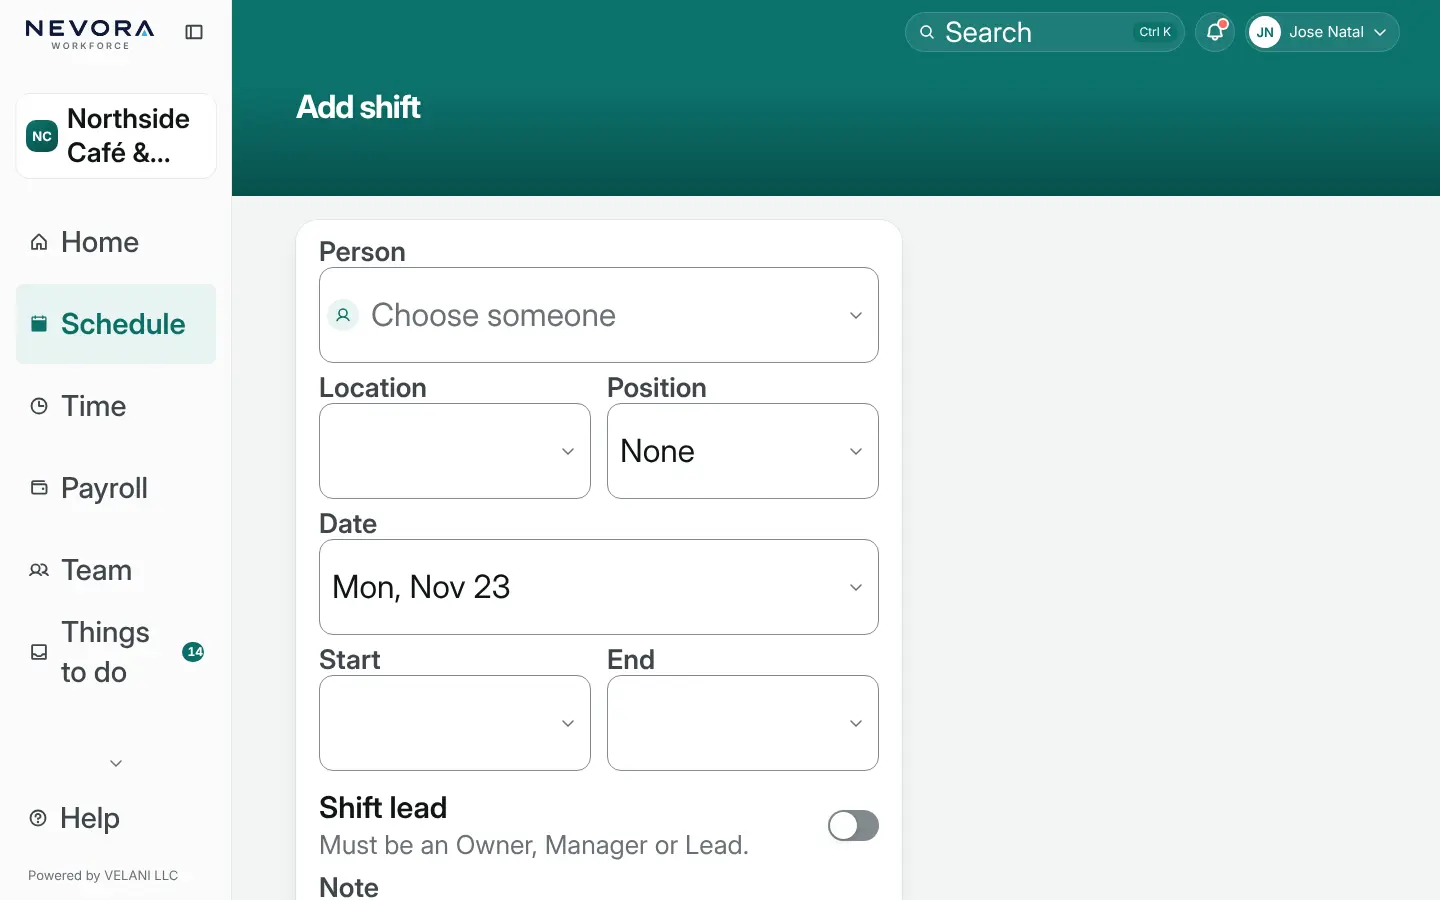 NEVORA
WORKFORCE
Search
Ctrl K
JN
Jose Natal
NC
Northside
Café &...
Add shift
Home
Schedule
Time
Payroll
Team
Things
to do
14
Help
Powered by VELANI LLC
Person
Choose someone
Location
Position
None
Date
Mon, Nov 23
Start
End
Shift lead
Must be an Owner, Manager or Lead.
Note